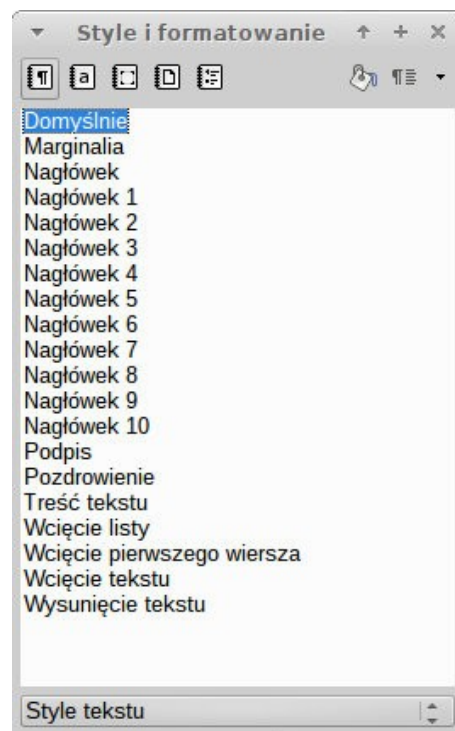 Style i formatowanie
Domyślnie
Marginalia
Nagłówek
Nagłówek 1
Nagłówek 2
Nagłówek 3
Nagłówek 4
Nagłówek 5
Nagłówek 6
Nagłówek 7
Nagłówek 8
Nagłówek 9
Nagłówek 10
Podpis
Pozdrowienie
Treść tekstu
Wcięcie listy
Wcięcie pierwszego wiersza
Wcięcie tekstu
Wysunięcie tekstu
Style tekstu